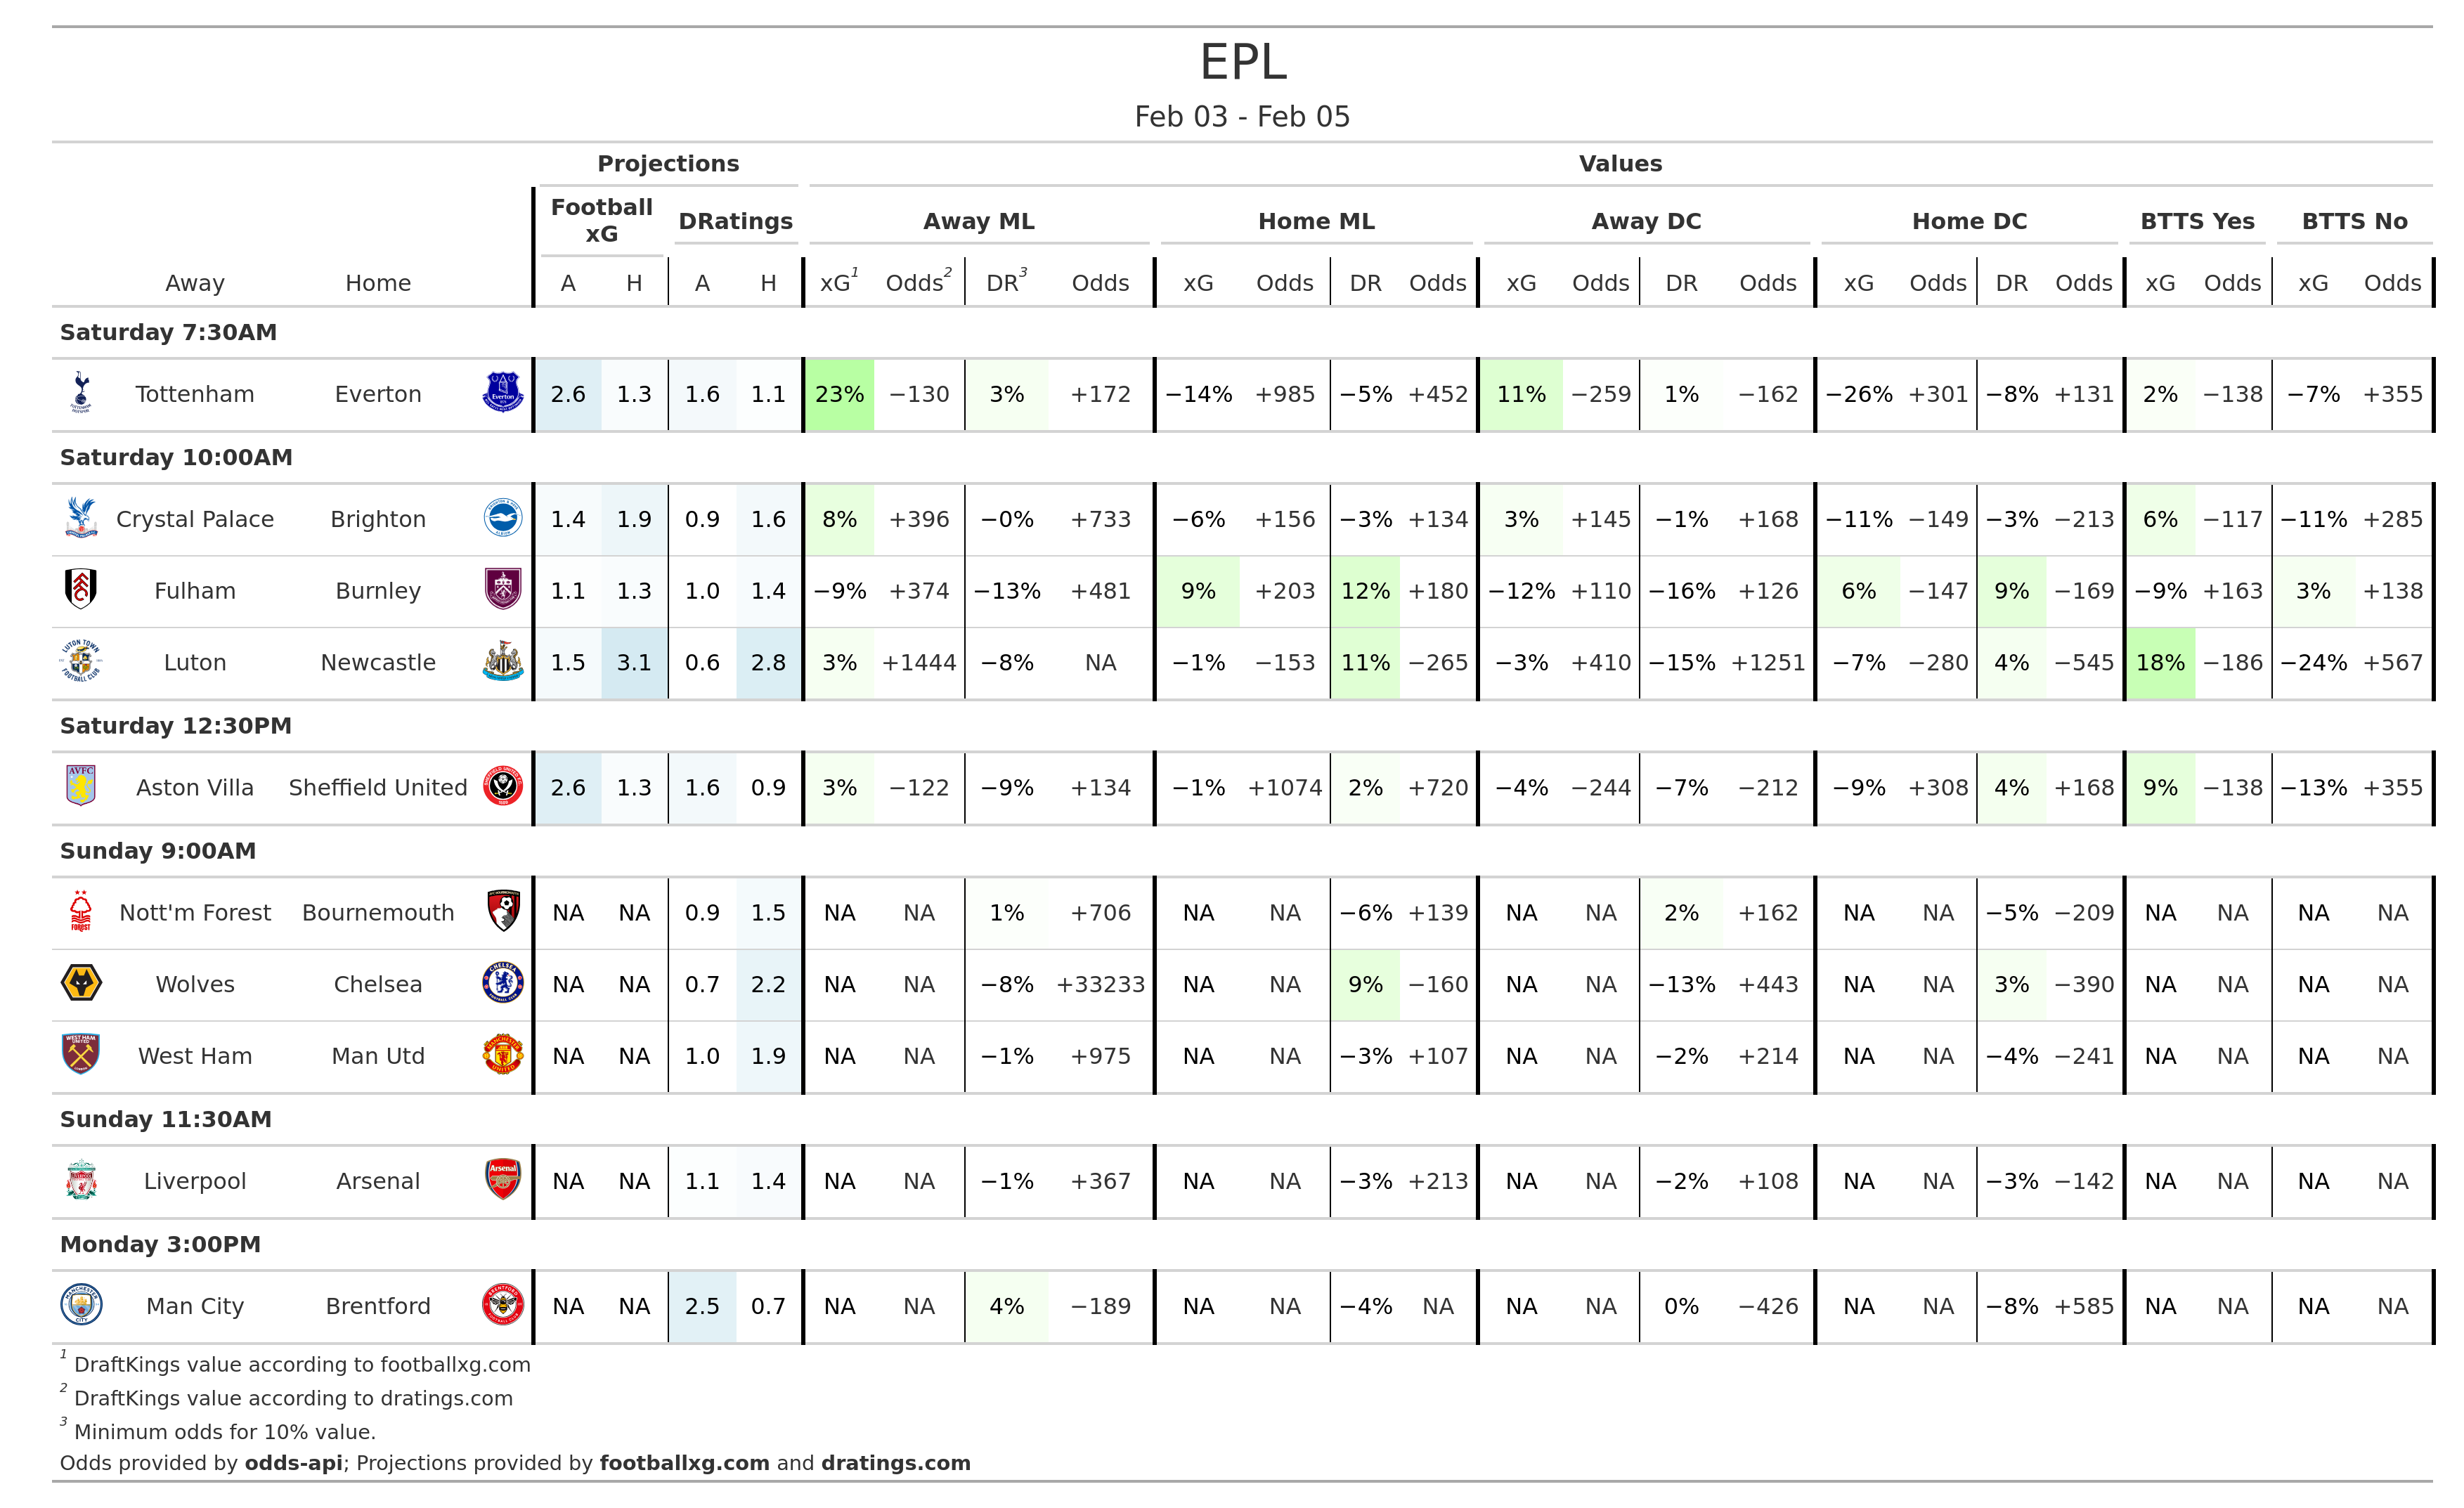 EPL
Feb 03 - Feb 05
Projections Values
Football xG DRatings Away ML Home ML Away DC Home DC BTTS Yes BTTS No
Away Home A H A H xG1 Odds2 DR3 Odds xG Odds DR Odds xG Odds DR Odds xG Odds DR Odds xG Odds xG Odds
Saturday 7:30AM
Tottenham Everton 2.6 1.3 1.6 1.1 23% −130 3% +172 −14% +985 −5% +452 11% −259 1% −162 −26% +301 −8% +131 2% −138 −7% +355
Saturday 10:00AM
Crystal Palace Brighton 1.4 1.9 0.9 1.6 8% +396 −0% +733 −6% +156 −3% +134 3% +145 −1% +168 −11% −149 −3% −213 6% −117 −11% +285
Fulham Burnley 1.1 1.3 1.0 1.4 −9% +374 −13% +481 9% +203 12% +180 −12% +110 −16% +126 6% −147 9% −169 −9% +163 3% +138
Luton Newcastle 1.5 3.1 0.6 2.8 3% +1444 −8% NA −1% −153 11% −265 −3% +410 −15% +1251 −7% −280 4% −545 18% −186 −24% +567
Saturday 12:30PM
Aston Villa Sheffield United 2.6 1.3 1.6 0.9 3% −122 −9% +134 −1% +1074 2% +720 −4% −244 −7% −212 −9% +308 4% +168 9% −138 −13% +355
Sunday 9:00AM
Nott'm Forest Bournemouth NA NA 0.9 1.5 NA NA 1% +706 NA NA −6% +139 NA NA 2% +162 NA NA −5% −209 NA NA NA NA
Wolves Chelsea NA NA 0.7 2.2 NA NA −8% +33233 NA NA 9% −160 NA NA −13% +443 NA NA 3% −390 NA NA NA NA
West Ham Man Utd NA NA 1.0 1.9 NA NA −1% +975 NA NA −3% +107 NA NA −2% +214 NA NA −4% −241 NA NA NA NA
Sunday 11:30AM
Liverpool Arsenal NA NA 1.1 1.4 NA NA −1% +367 NA NA −3% +213 NA NA −2% +108 NA NA −3% −142 NA NA NA NA
Monday 3:00PM
Man City Brentford NA NA 2.5 0.7 NA NA 4% −189 NA NA −4% NA NA NA 0% −426 NA NA −8% +585 NA NA NA NA
1 DraftKings value according to footballxg.com
2 DraftKings value according to dratings.com
3 Minimum odds for 10% value.
Odds provided by odds-api; Projections provided by footballxg.com and dratings.com